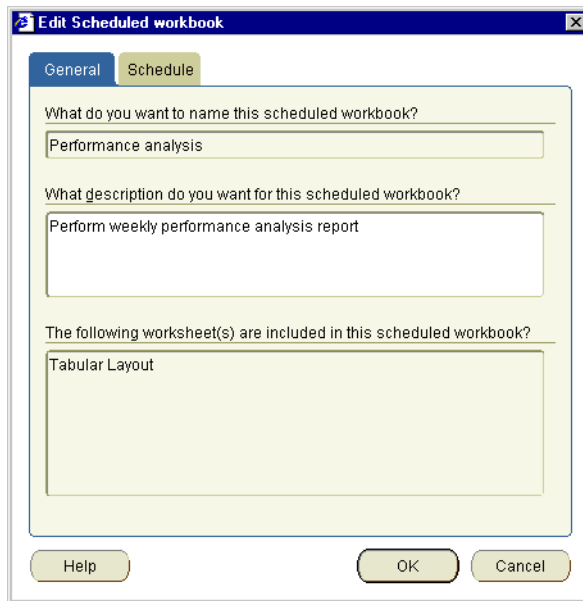 Edit Scheduled workbook
General Schedule
What do you want to name this scheduled workbook?
Performance analysis
What description do you want for this scheduled workbook?
Perform weekly performance analysis report
The following worksheet(s) are included in this scheduled workbook?
Tabular Layout
Help OK Cancel